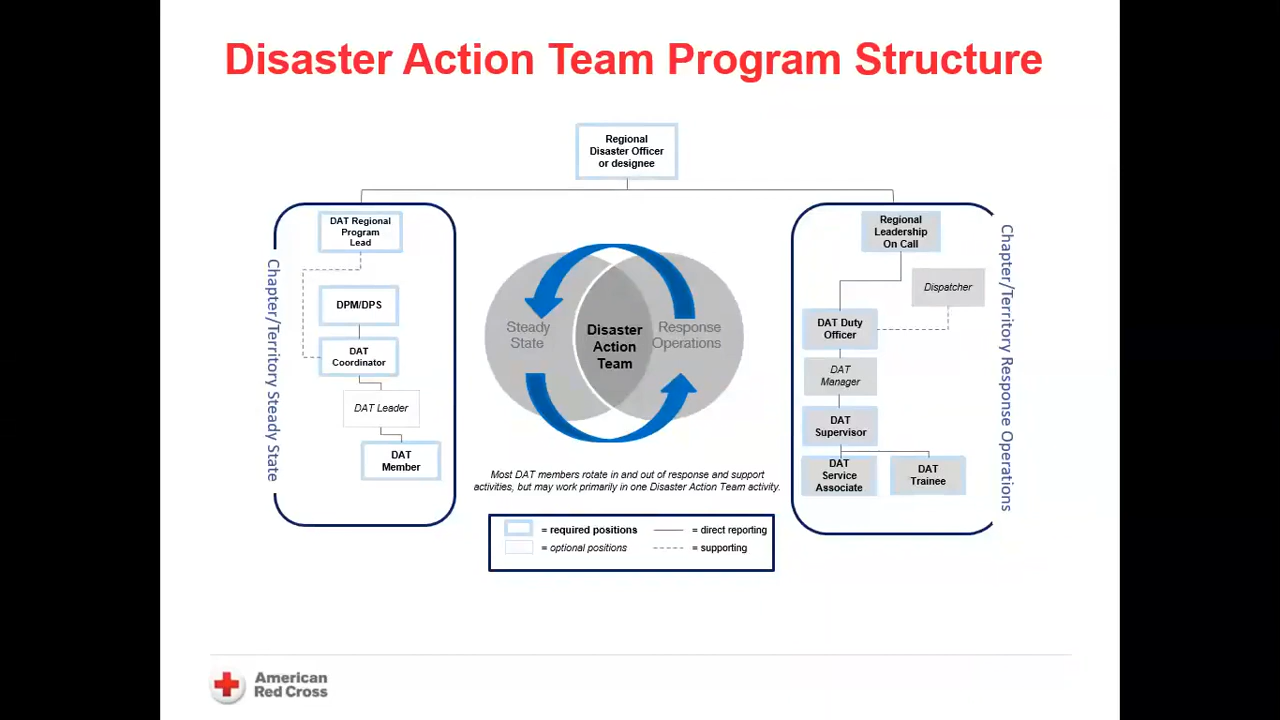 Disaster Action Team Program Structure
Regional
Disaster Officer
or designee
DAT Regional
Program
Lead
DPM/DPS
DAT
Coordinator
DAT Leader
DAT
Member
Chapter/Territory Steady State
Steady
State
Disaster
Action
Team
Response
Operations
Most DAT members rotate in and out of response and support
activities, but may work primarily in one Disaster Action Team activity.
= required positions
= direct reporting
= optional positions
= supporting
Regional
Leadership
On Call
Dispatcher
DAT Duty
Officer
DAT
Manager
DAT
Supervisor
DAT
Service
Associate
DAT
Trainee
Chapter/Territory Response Operations
American
Red Cross